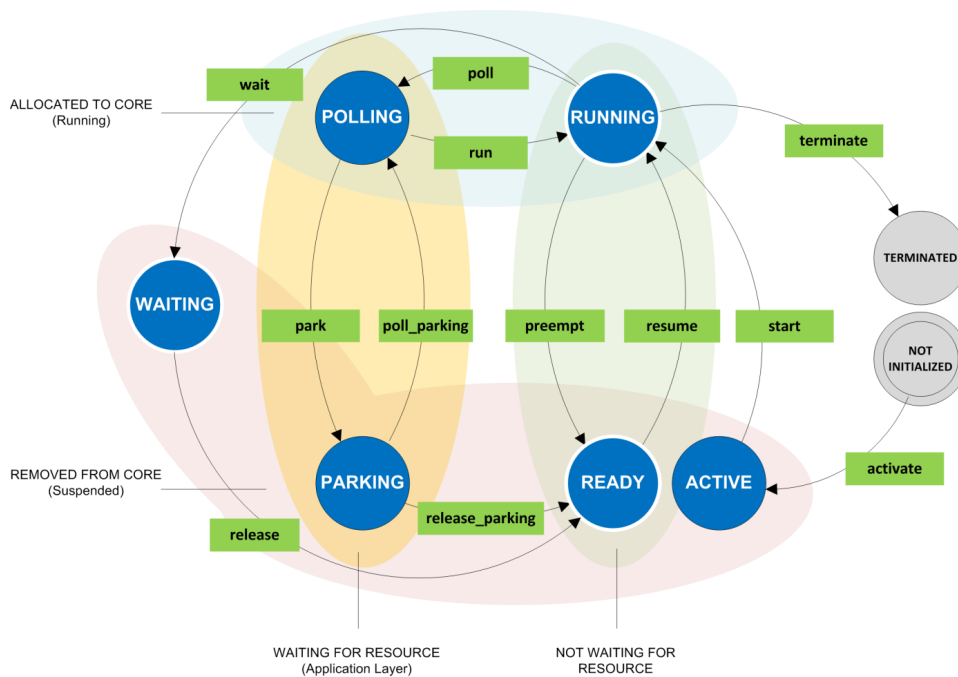 wait
poll
ALLOCATED TO CORE
(Running)
POLLING
RUNNING
run
terminate
TERMINATED
WAITING
park
poll_parking
preempt
resume
start
NOT
INITIALIZED
REMOVED FROM CORE
(Suspended)
PARKING
READY
ACTIVE
activate
release_parking
release
WAITING FOR RESOURCE
(Application Layer)
NOT WAITING FOR
RESOURCE